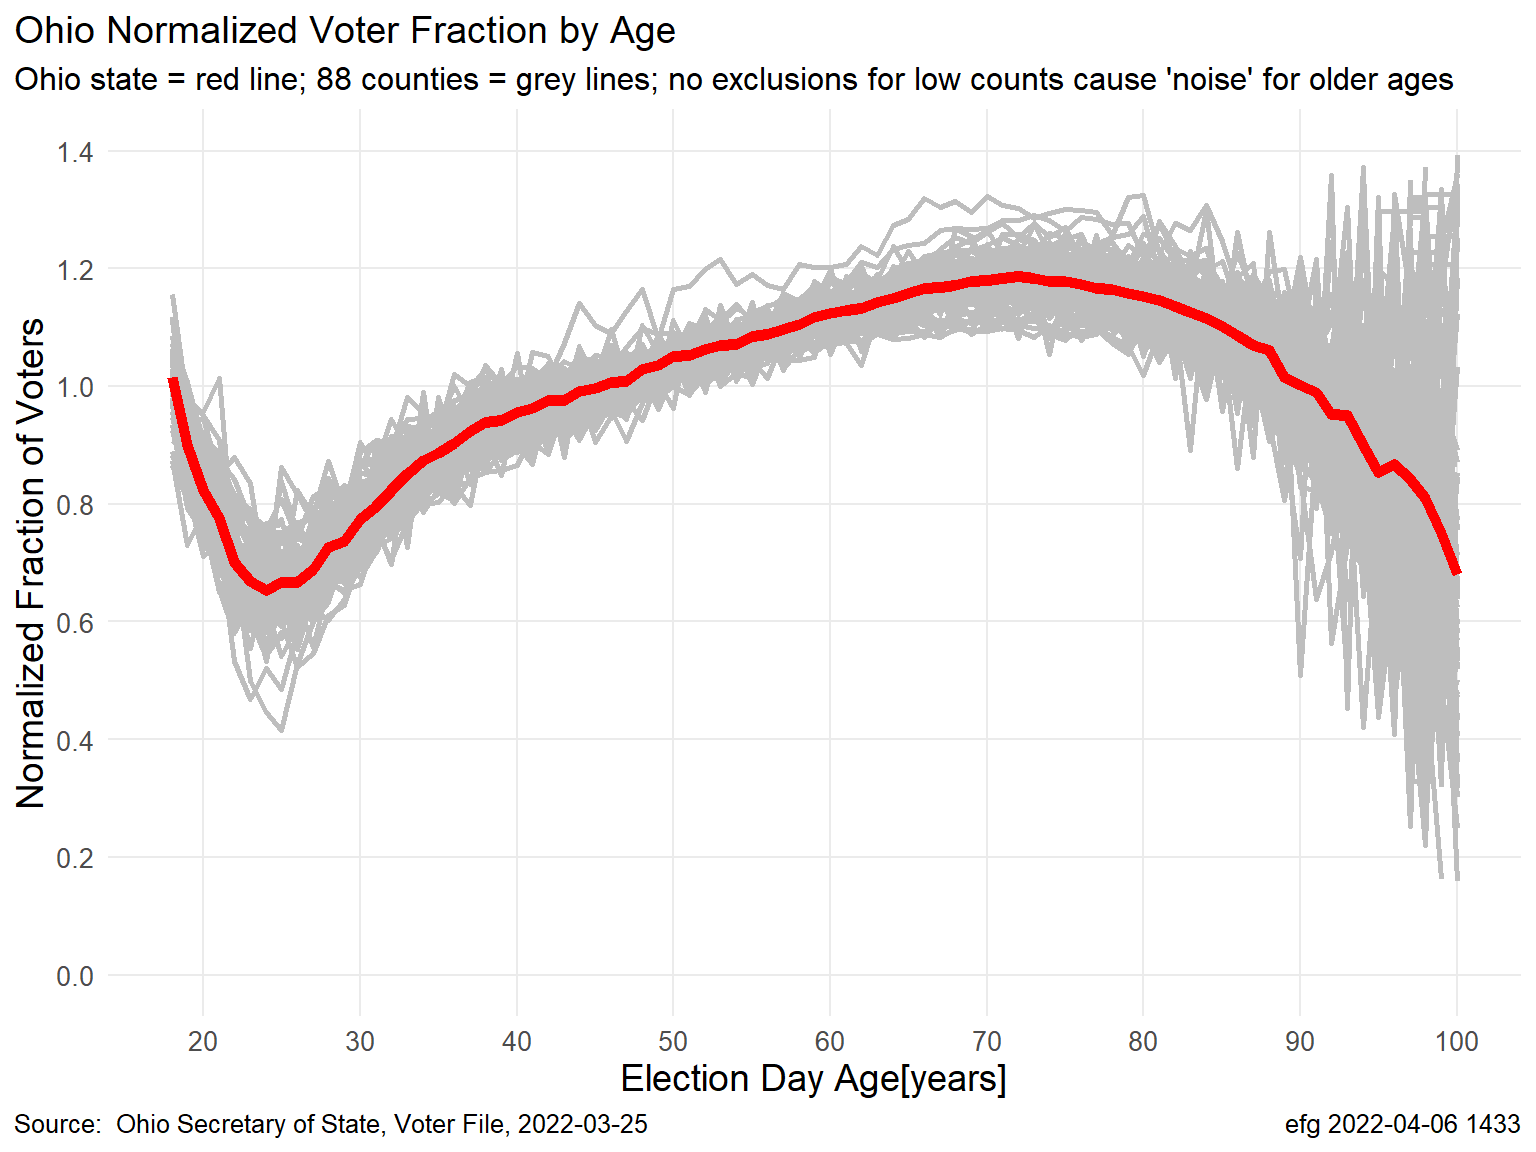 Ohio Normalized Voter Fraction by Age
Ohio state = red line; 88 counties = grey lines; no exclusions for low counts cause 'noise' for older ages
Normalized Fraction of Voters
1.4
1.2
1.0
0.8
0.6
0.4
0.2
0.0
20 30 40 50 60 70 80 90 100
Election Day Age[years]
Source:  Ohio Secretary of State, Voter File, 2022-03-25
efg 2022-04-06 1433